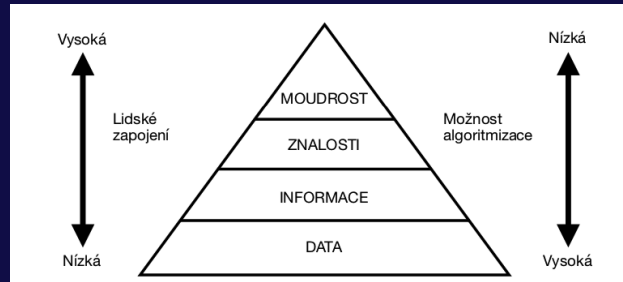 Vysoká
Nízká
MOUDROST
Lidské
zapojení
Možnost
algoritmizace
ZNALOSTI
INFORMACE
DATA
Nízká
Vysoká